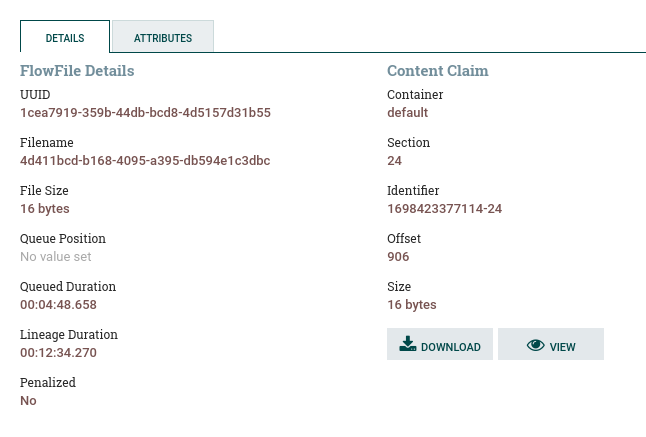 DETAILS
ATTRIBUTES
FlowFile Details
UUID
1cea7919-359b-44db-bcd8-4d5157d31b55
Filename
4d411bcd-b168-4095-a395-db594e1c3dbc
File Size
16 bytes
Queue Position
No value set
Queued Duration
00:04:48.658
Lineage Duration
00:12:34.270
Penalized
No
Content Claim
Container
default
Section
24
Identifier
1698423377114-24
Offset
906
Size
16 bytes
DOWNLOAD
VIEW